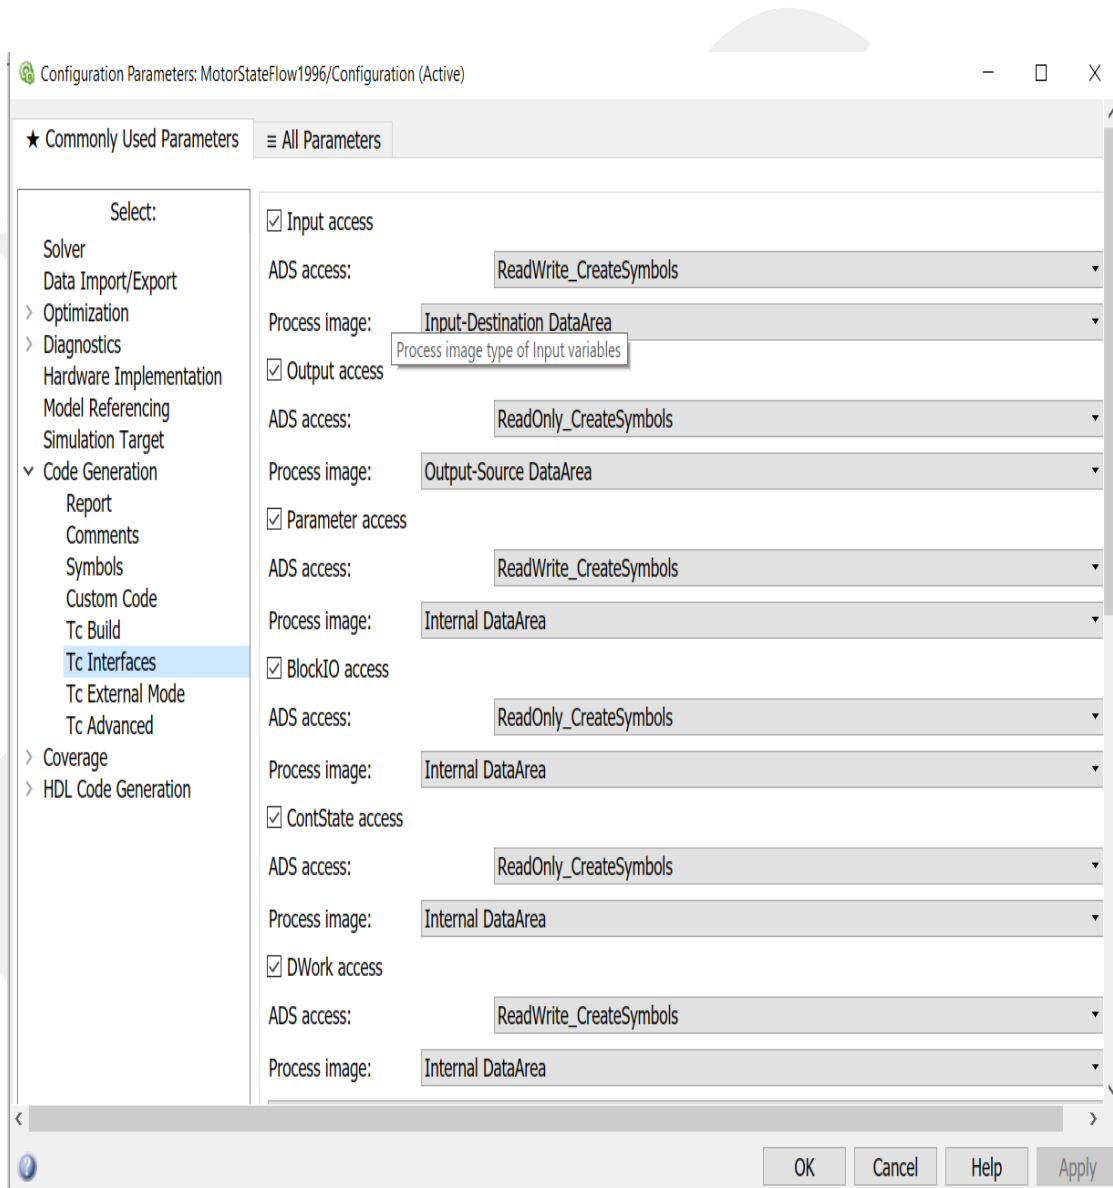 Configuration Parameters: MotorStateFlow1996/Configuration (Active)
★ Commonly Used Parameters
≡ All Parameters
Select:
Solver
Data Import/Export
Optimization
Diagnostics
Hardware Implementation
Model Referencing
Simulation Target
Code Generation
Report
Comments
Symbols
Custom Code
Tc Build
Tc Interfaces
Tc External Mode
Tc Advanced
Coverage
HDL Code Generation
Input access
ADS access: ReadWrite_CreateSymbols
Process image: Input-Destination DataArea
Process image type of Input variables
Output access
ADS access: ReadOnly_CreateSymbols
Process image: Output-Source DataArea
Parameter access
ADS access: ReadWrite_CreateSymbols
Process image: Internal DataArea
BlockIO access
ADS access: ReadOnly_CreateSymbols
Process image: Internal DataArea
ContState access
ADS access: ReadOnly_CreateSymbols
Process image: Internal DataArea
DWork access
ADS access: ReadWrite_CreateSymbols
Process image: Internal DataArea
OK Cancel Help Apply